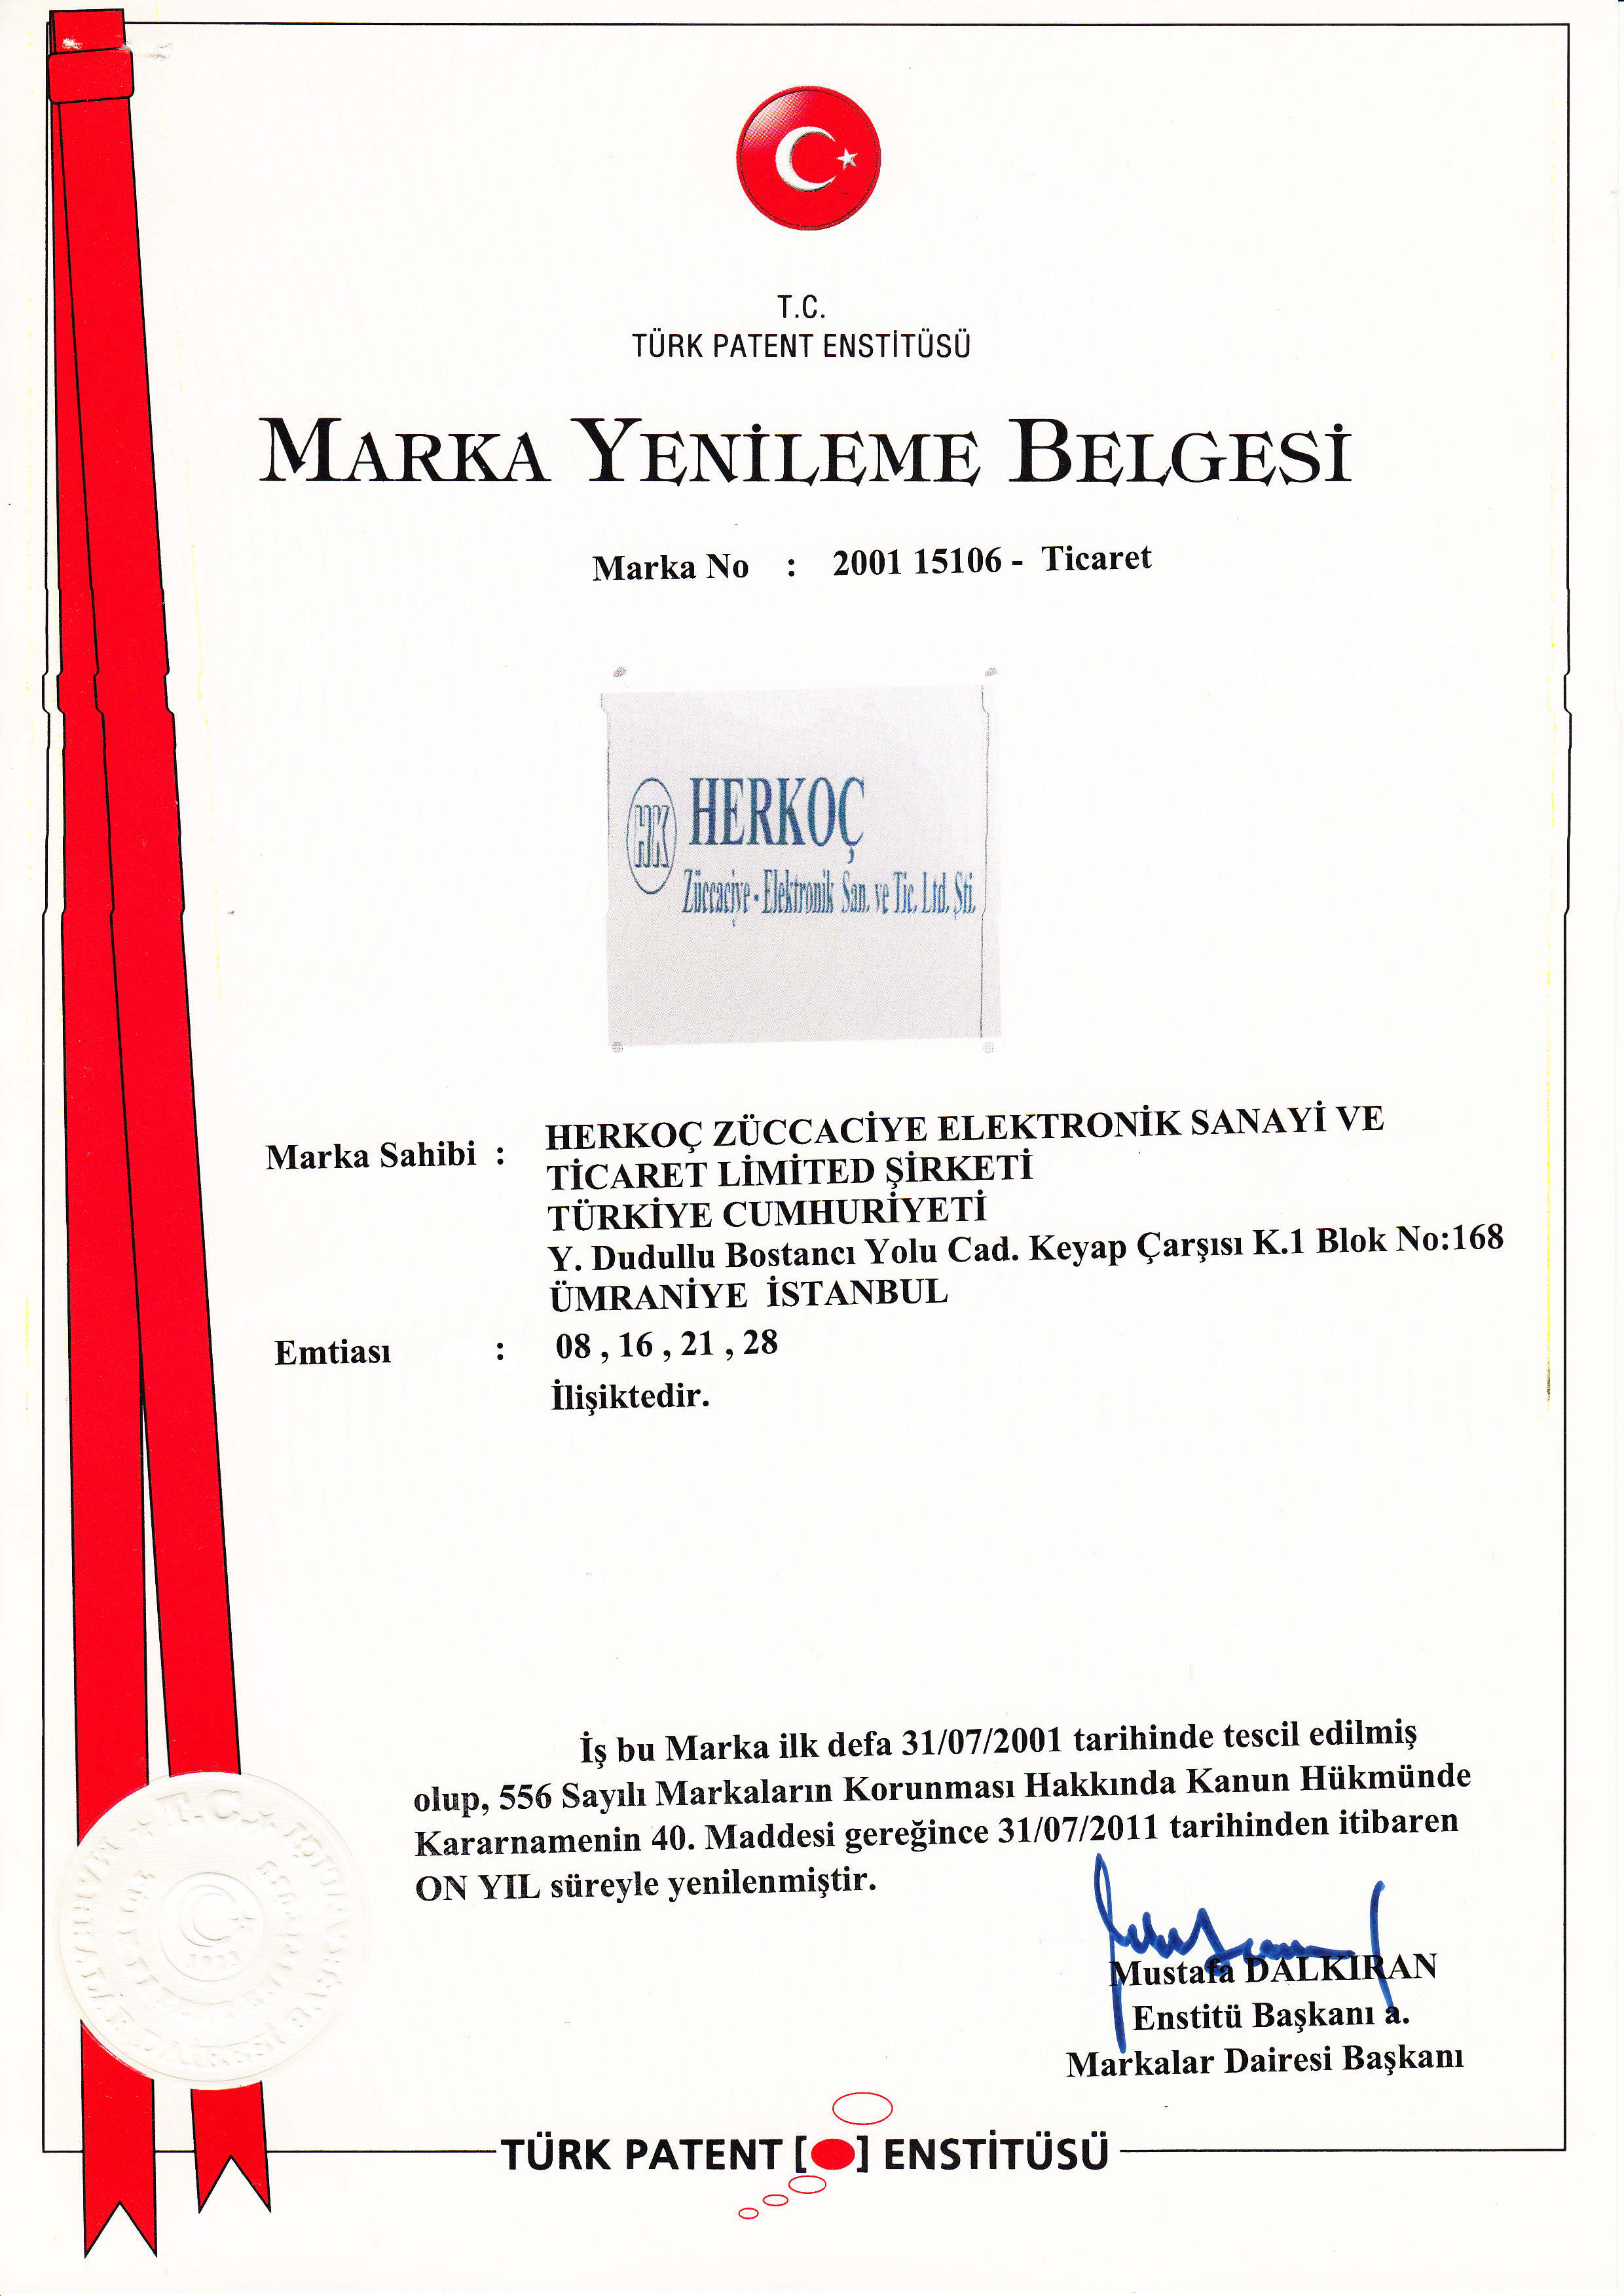 T.C.
TÜRK PATENT ENSTİTÜSÜ
MARKA YENİLEME BELGESİ
Marka No : 2001 15106 - Ticaret
HK HERKOÇ
Züccaciye - Elektronik San. ve Tic. Ltd. Şti.
Marka Sahibi : HERKOÇ ZÜCCACİYE ELEKTRONİK SANAYİ VE
TİCARET LİMİTED ŞİRKETİ
TÜRKİYE CUMHURİYETİ
Y. Dudullu Bostancı Yolu Cad. Keyap Çarşısı K.1 Blok No:168
ÜMRANİYE İSTANBUL
Emtiası : 08 , 16 , 21 , 28
İlişiktedir.
İş bu Marka ilk defa 31/07/2001 tarihinde tescil edilmiş
olup, 556 Sayılı Markaların Korunması Hakkında Kanun Hükmünde
Kararnamenin 40. Maddesi gereğince 31/07/2011 tarihinden itibaren
ON YIL süreyle yenilenmiştir.
Mustafa DALKIRAN
Enstitü Başkanı a.
Markalar Dairesi Başkanı
T.C.
DAİRESİ
TÜRK PATENT [ ] ENSTİTÜSÜ